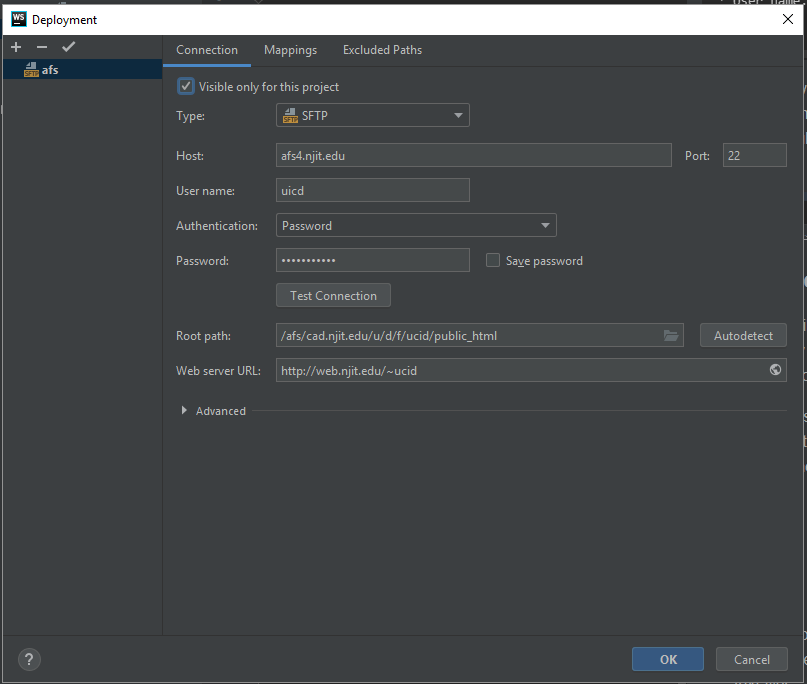 WS Deployment
SFTP afs
Connection Mappings Excluded Paths
Visible only for this project
Type: SFTP SFTP
Host: afs4.njit.edu Port: 22
User name: uicd
Authentication: Password
Password: ••••••••••• Save password
Test Connection
Root path: /afs/cad.njit.edu/u/d/f/ucid/public_html Autodetect
Web server URL: http://web.njit.edu/~ucid
Advanced
? OK Cancel